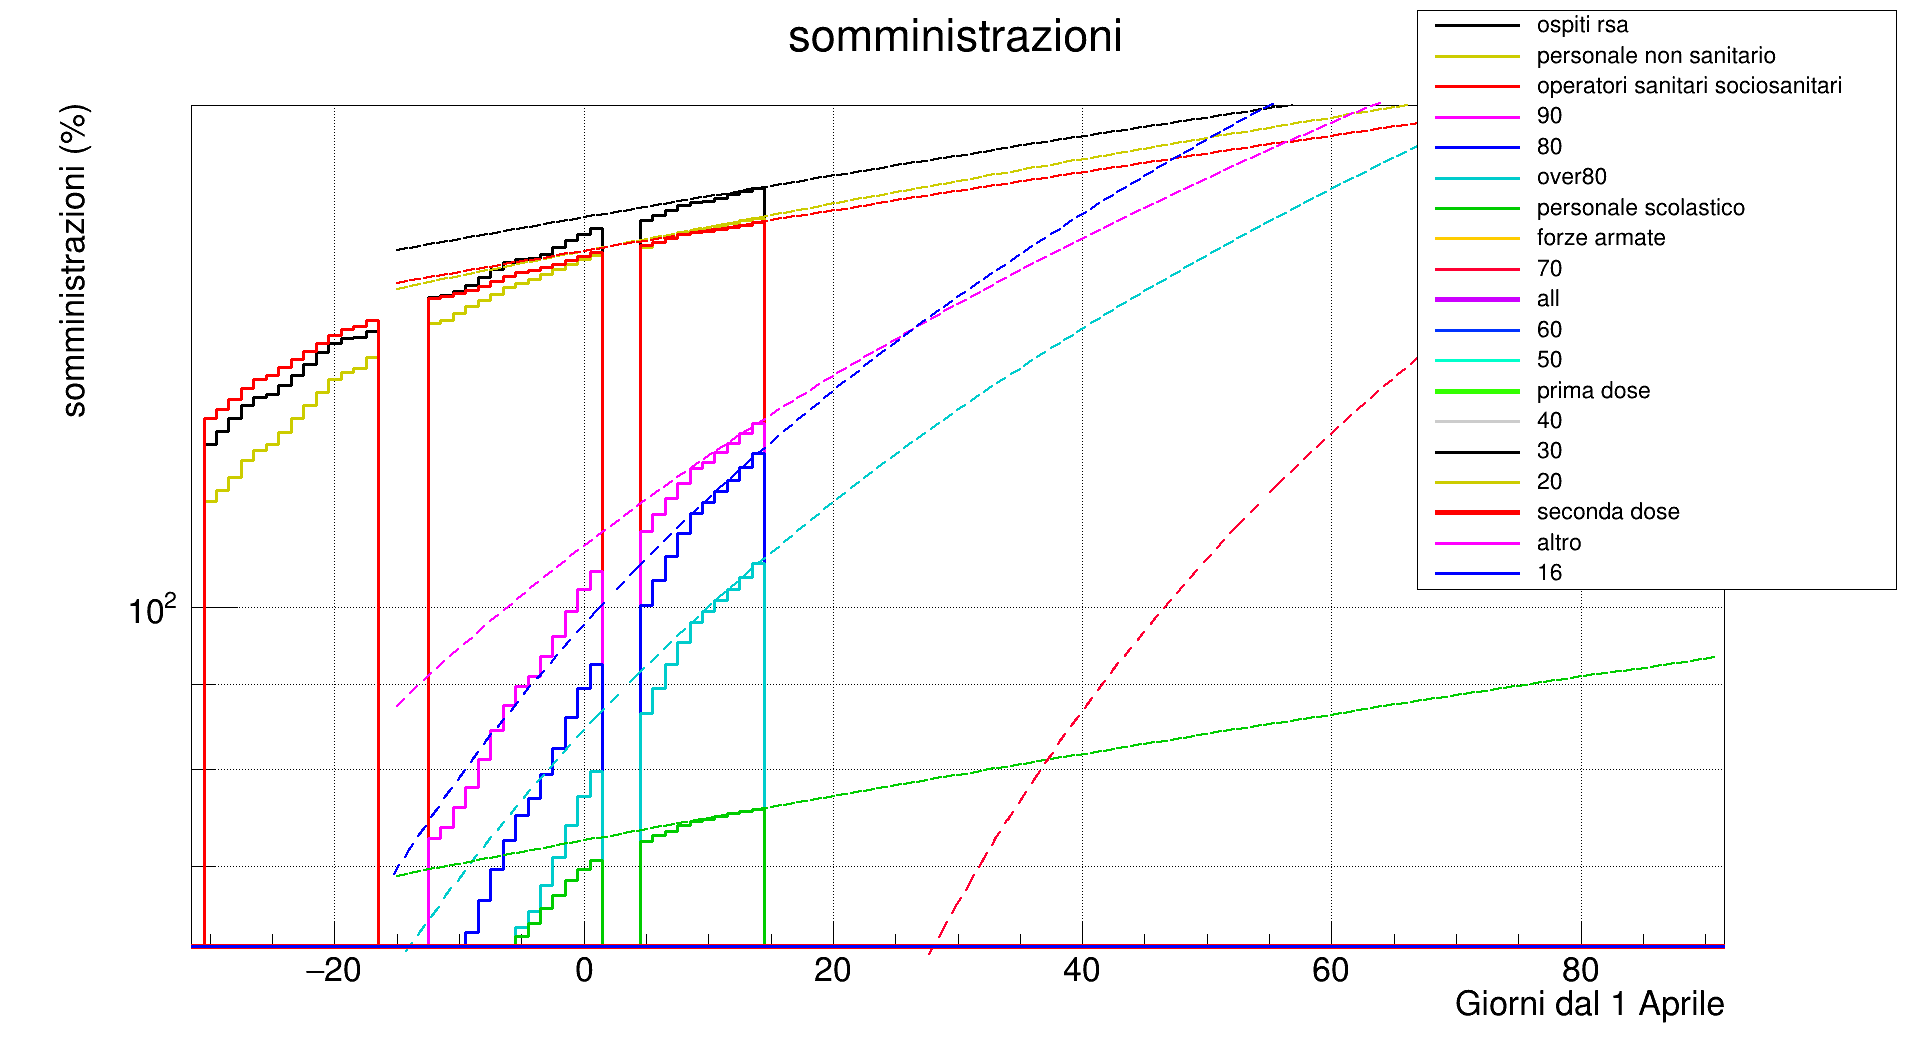 somministrazioni
somministrazioni (%)
ospiti rsa
personale non sanitario
operatori sanitari sociosanitari
90
80
over80
personale scolastico
forze armate
70
all
60
50
prima dose
40
30
20
seconda dose
altro
16
10²
−20 0 20 40 60 80
Giorni dal 1 Aprile